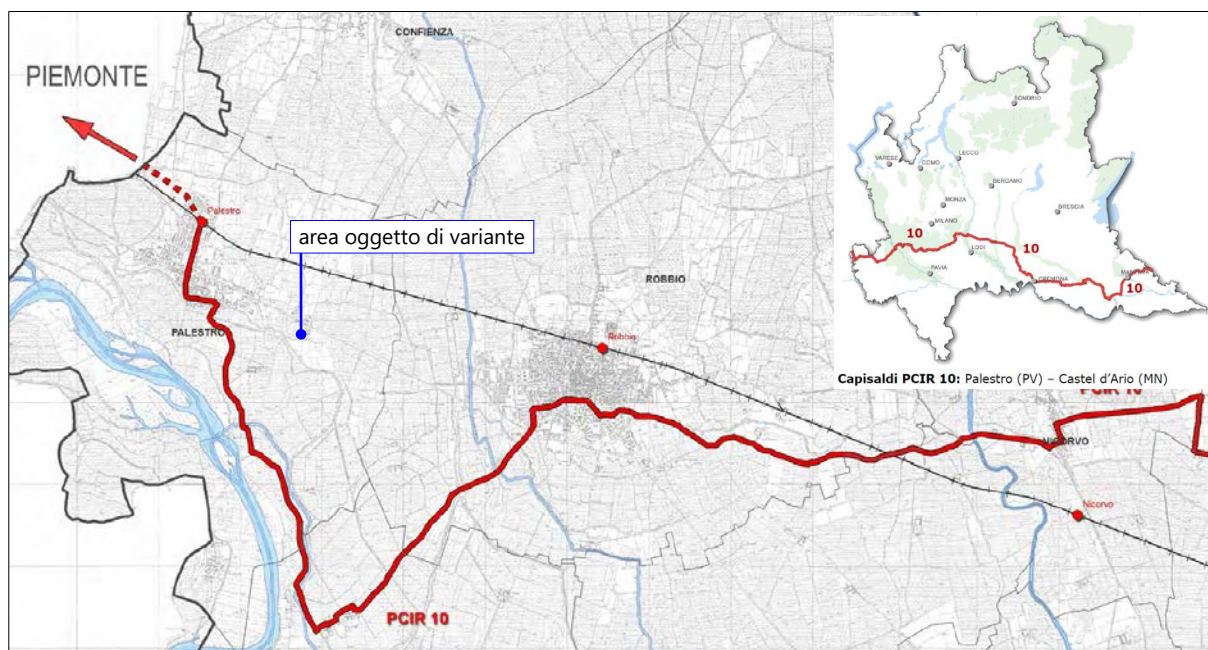 CONFIENZA
PIEMONTE
Palestro
area oggetto di variante
ROBBIO
PALESTRO
Robbio
PCIR 10
NICORVO
Nicorvo
PCIR 10
SONDRIO
VARESE
COMO
LECCO
BERGAMO
MONZA
MILANO
BRESCIA
10
10
LODI
PAVIA
CREMONA
MANTOVA
10
Capisaldi PCIR 10: Palestro (PV) – Castel d'Ario (MN)